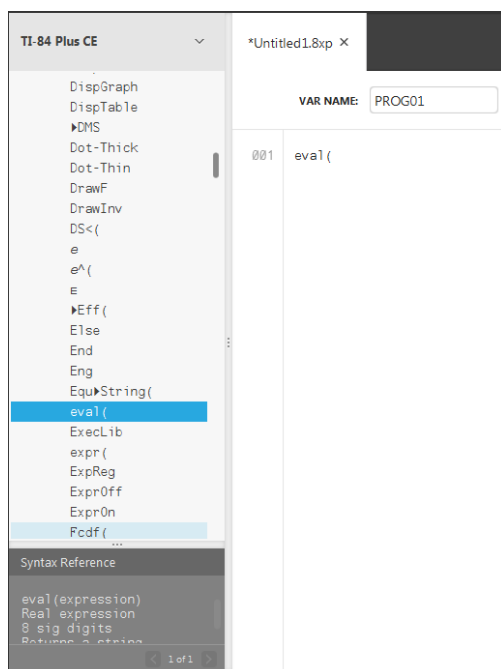 TI-84 Plus CE
DispGraph
DispTable
▶DMS
Dot-Thick
Dot-Thin
DrawF
DrawInv
DS<(
e
e^(
ᴇ
▶Eff(
Else
End
Eng
Equ▶String(
eval(
ExecLib
expr(
ExpReg
ExprOff
ExprOn
Fcdf(
Syntax Reference
eval(expression)
Real expression
8 sig digits
Returns a string
1 of 1
*Untitled1.8xp ×
VAR NAME: PROG01
001 eval(